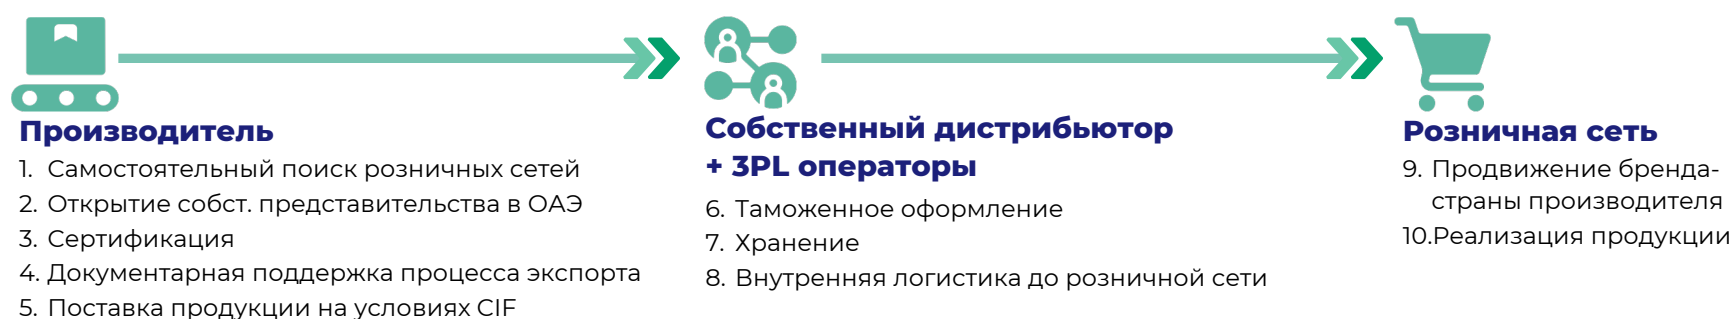 Производитель
1. Самостоятельный поиск розничных сетей
2. Открытие собст. представительства в ОАЭ
3. Сертификация
4. Документарная поддержка процесса экспорта
5. Поставка продукции на условиях CIF
Собственный дистрибьютор
+ 3PL операторы
6. Таможенное оформление
7. Хранение
8. Внутренняя логистика до розничной сети
Розничная сеть
9. Продвижение бренда-
страны производителя
10.Реализация продукции